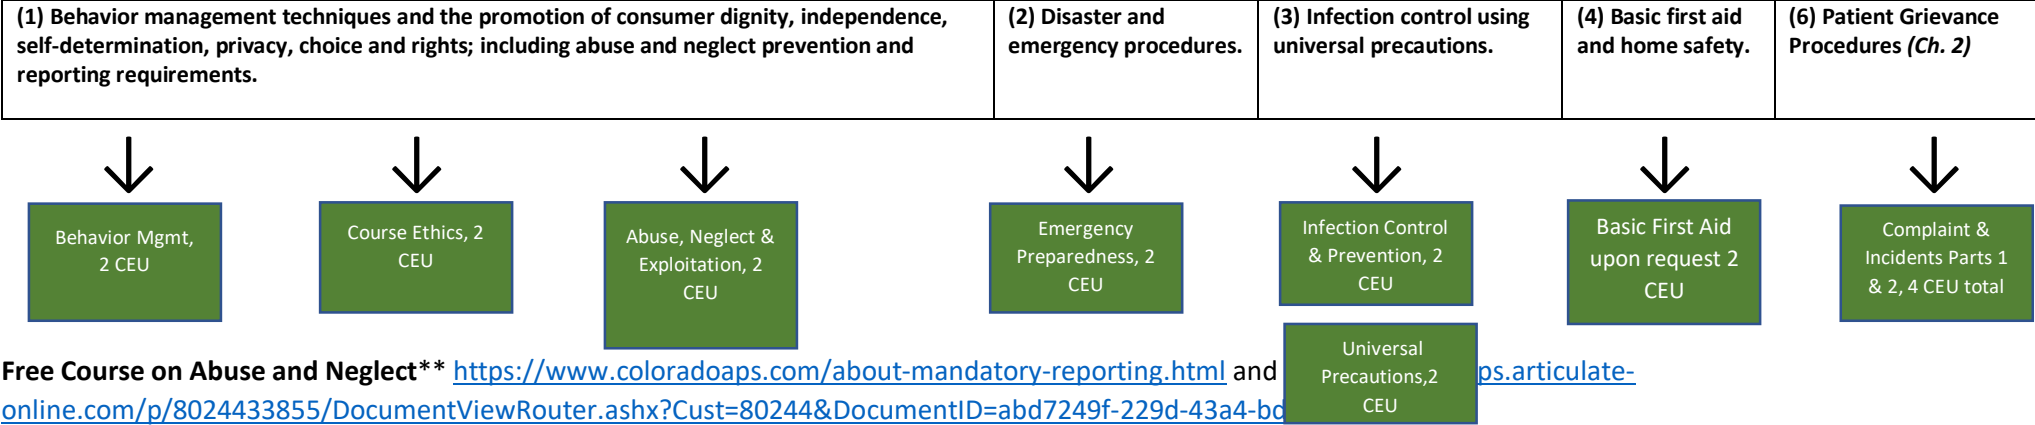 (1) Behavior management techniques and the promotion of consumer dignity, independence,
self-determination, privacy, choice and rights; including abuse and neglect prevention and
reporting requirements.
(2) Disaster and
emergency procedures.
(3) Infection control using
universal precautions.
(4) Basic first aid
and home safety.
(6) Patient Grievance
Procedures (Ch. 2)
Behavior Mgmt,
2 CEU
Course Ethics, 2
CEU
Abuse, Neglect &
Exploitation, 2
CEU
Emergency
Preparedness, 2
CEU
Infection Control
& Prevention, 2
CEU
Basic First Aid
upon request 2
CEU
Complaint &
Incidents Parts 1
& 2, 4 CEU total
Universal
Precautions,2
CEU
Free Course on Abuse and Neglect** https://www.coloradoaps.com/about-mandatory-reporting.html and ps.articulate-
online.com/p/8024433855/DocumentViewRouter.ashx?Cust=80244&DocumentID=abd7249f-229d-43a4-bd